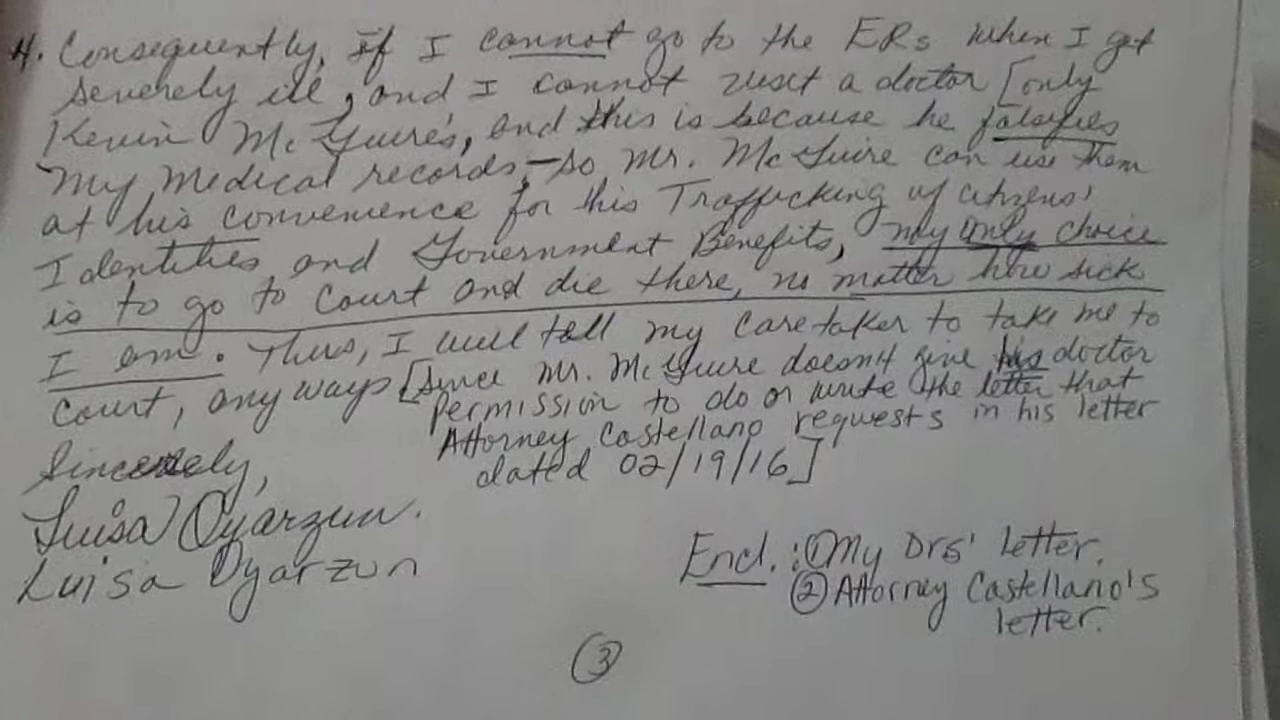 4. Consequently, if I cannot go to the ERs when I get
severely ill, and I cannot visit a doctor [only
Kevin Mc Guire's, and this is because he falsifies
my medical records—so Mr. McGuire can use them
at his convenience for this Trafficking of citizens'
Identities and Government Benefits, my only choice
is to go to court and die there, no matter how sick
I am. Thus, I will tell my caretaker to take me to
court, any ways [since Mr. McGuire doesn't give his doctor
permission to do or write the letter that
Attorney Castellano requests in his letter
dated 02/19/16]
Sincerely,
Luisa Oyarzun.
Luisa Oyarzun
Encl.: ① My Drs' letter.
② Attorney Castellano's
letter.
③